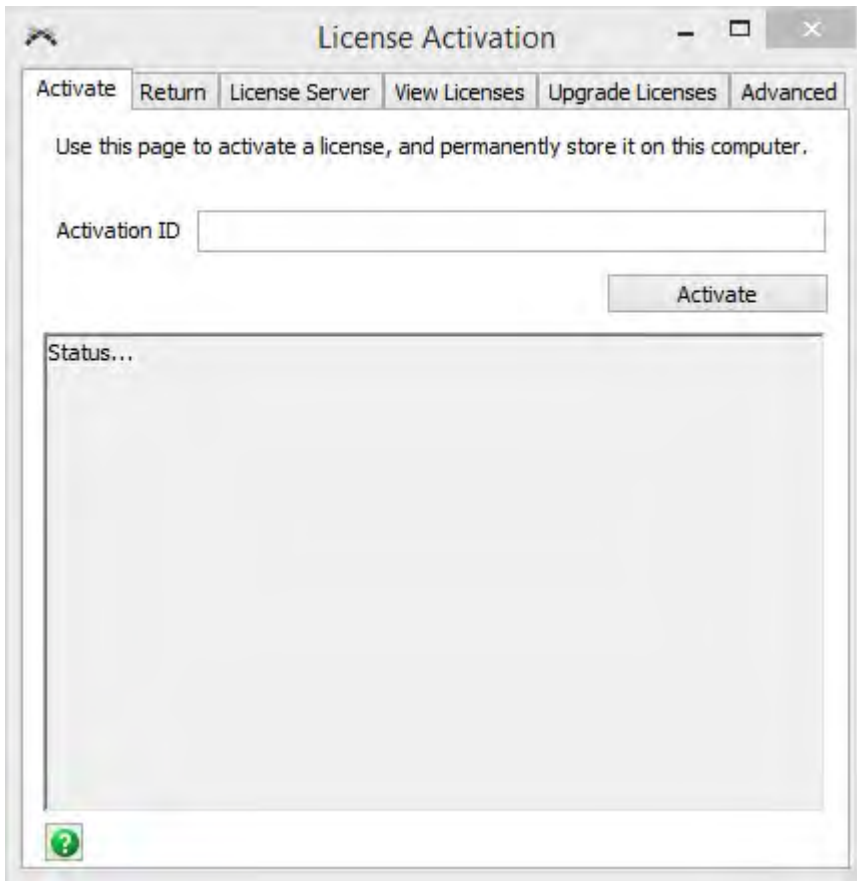 License Activation
Activate Return License Server View Licenses Upgrade Licenses Advanced
Use this page to activate a license, and permanently store it on this computer.
Activation ID
Activate
Status...
?